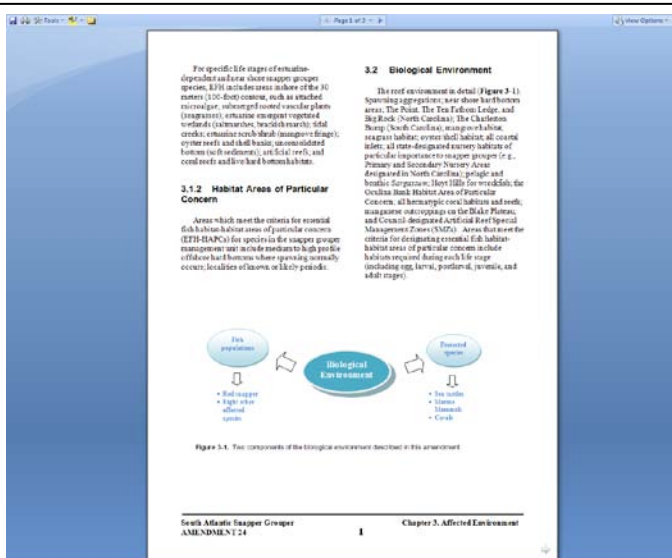 Tools
Page 1 of 2
View Options
For specific life stages of estuarine-
dependent and near shore snapper grouper
species, EFH includes areas inshore of the 30
meters (100-foot) contour, such as attached
microalgae; submerged rooted vascular plants
(seagrasses); estuarine emergent vegetated
wetlands (saltmarshes, brackish marsh); tidal
creeks; estuarine scrub/shrub (mangrove fringe);
oyster reefs and shell banks; unconsolidated
bottom (soft sediments); artificial reefs; and
coral reefs and live/hard bottom habitats.
3.1.2 Habitat Areas of Particular
Concern
Areas which meet the criteria for essential
fish habitat-habitat areas of particular concern
(EFH-HAPCs) for species in the snapper grouper
management unit include medium to high profile
offshore hard bottoms where spawning normally
occurs; localities of known or likely periodic
3.2 Biological Environment
The reef environment in detail (Figure 3-1).
Spawning aggregations; near shore hard bottom
areas; The Point, The Ten Fathom Ledge, and
Big Rock (North Carolina); The Charleston
Bump (South Carolina); mangrove habitat;
seagrass habitat; oyster/shell habitat; all coastal
inlets; all state-designated nursery habitats of
particular importance to snapper grouper (e.g.,
Primary and Secondary Nursery Areas
designated in North Carolina); pelagic and
benthic Sargassum; Hoyt Hills for wreckfish; the
Oculina Bank Habitat Area of Particular
Concern; all hermatypic coral habitats and reefs;
manganese outcroppings on the Blake Plateau;
and Council-designated Artificial Reef Special
Management Zones (SMZs). Areas that meet the
criteria for designating essential fish habitat-
habitat areas of particular concern include
habitats required during each life stage
(including egg, larval, postlarval, juvenile, and
adult stages).
Fish
populations
Biological
Environment
Protected
species
• Red snapper
• Eight other
affected
species
• Sea turtles
• Marine
Mammals
• Corals
Figure 3-1. Two components of the biological environment described in this amendment
South Atlantic Snapper Grouper
AMENDMENT 24
1
Chapter 3. Affected Environment